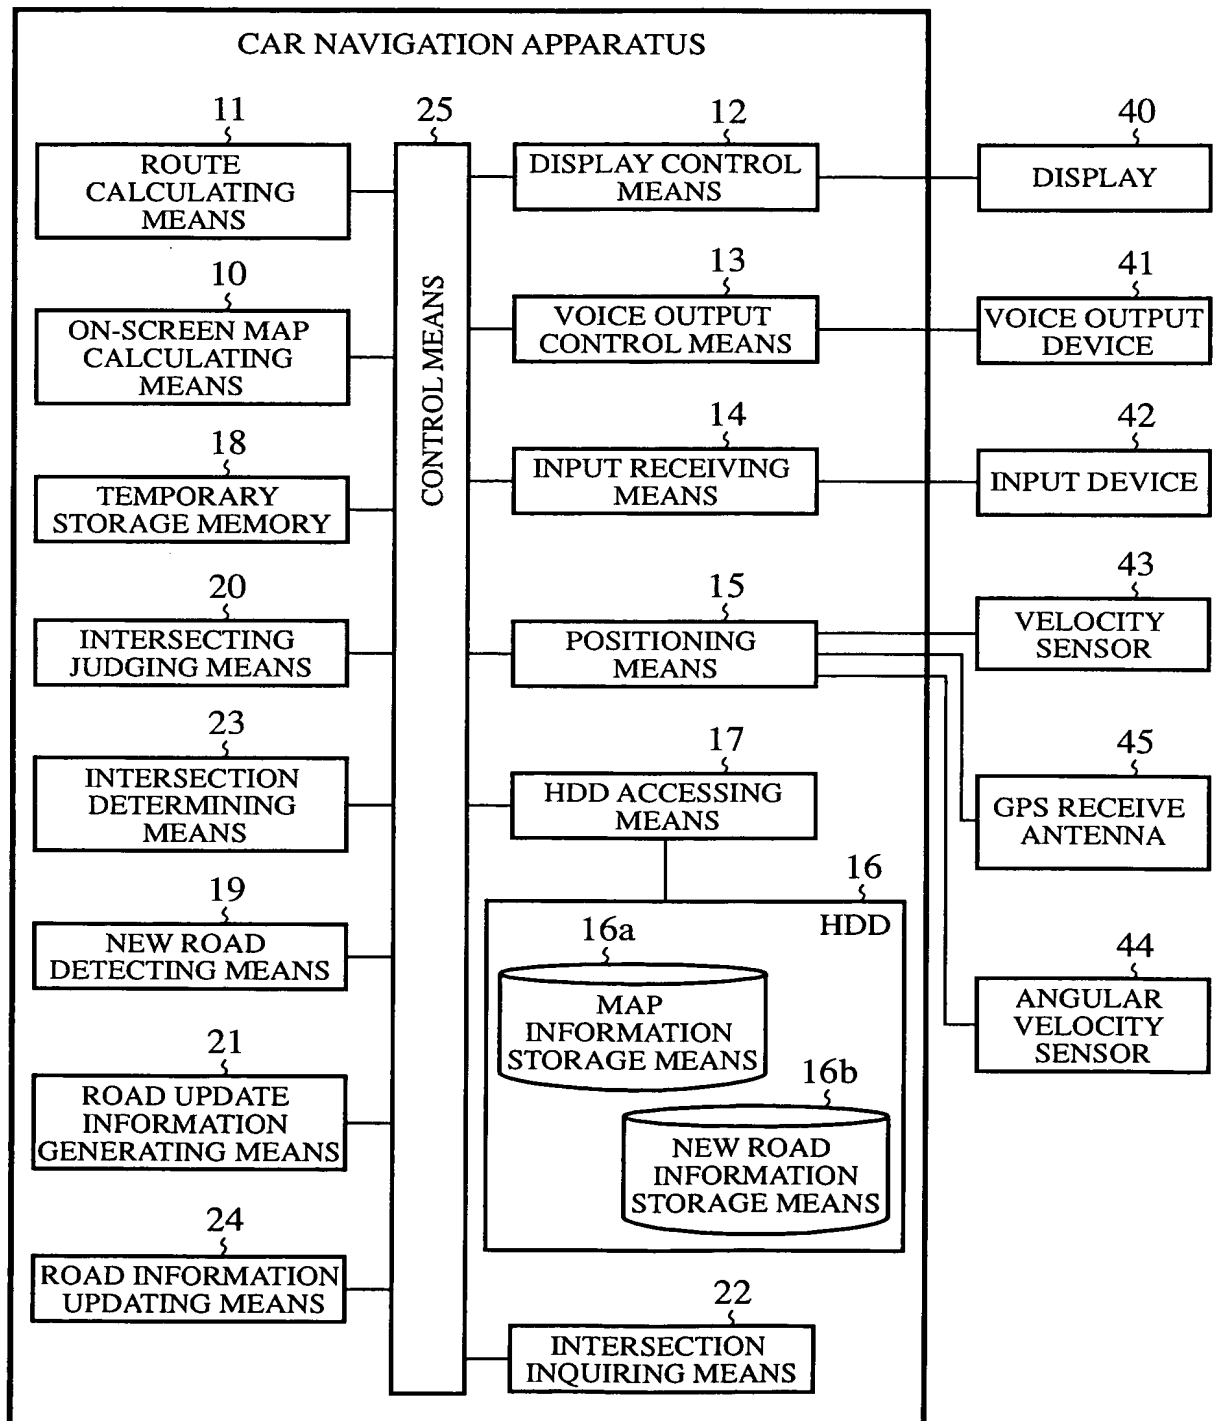 CAR NAVIGATION APPARATUS
11
ROUTE
CALCULATING
MEANS
10
ON-SCREEN MAP
CALCULATING
MEANS
18
TEMPORARY
STORAGE MEMORY
20
INTERSECTING
JUDGING MEANS
23
INTERSECTION
DETERMINING
MEANS
19
NEW ROAD
DETECTING MEANS
21
ROAD UPDATE
INFORMATION
GENERATING MEANS
24
ROAD INFORMATION
UPDATING MEANS
25
CONTROL MEANS
12
DISPLAY CONTROL
MEANS
13
VOICE OUTPUT
CONTROL MEANS
14
INPUT RECEIVING
MEANS
15
POSITIONING
MEANS
17
HDD ACCESSING
MEANS
16
HDD
16a
MAP
INFORMATION
STORAGE MEANS
16b
NEW ROAD
INFORMATION
STORAGE MEANS
22
INTERSECTION
INQUIRING MEANS
40
DISPLAY
41
VOICE OUTPUT
DEVICE
42
INPUT DEVICE
43
VELOCITY
SENSOR
45
GPS RECEIVE
ANTENNA
44
ANGULAR
VELOCITY
SENSOR